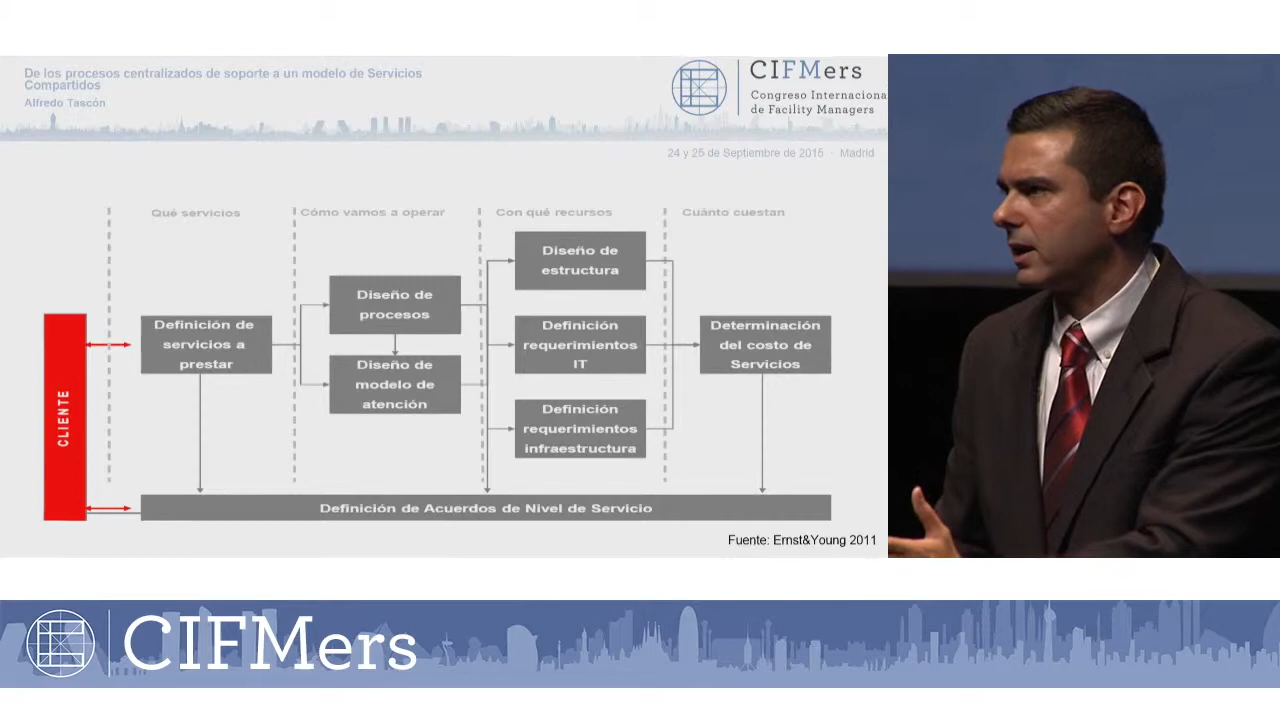 De los procesos centralizados de soporte a un modelo de Servicios
Compartidos
Alfredo Tascón
CIFMers
Congreso Internaciona
de Facility Managers
24 y 25 de Septiembre de 2015 · Madrid
Qué servicios
Cómo vamos a operar
Con qué recursos
Cuánto cuestan
CLIENTE
Definición de
servicios a
prestar
Diseño de
procesos
Diseño de
modelo de
atención
Diseño de
estructura
Definición
requerimientos
IT
Definición
requerimientos
infraestructura
Determinación
del costo de
Servicios
Definición de Acuerdos de Nivel de Servicio
Fuente: Ernst&Young 2011
CIFMers